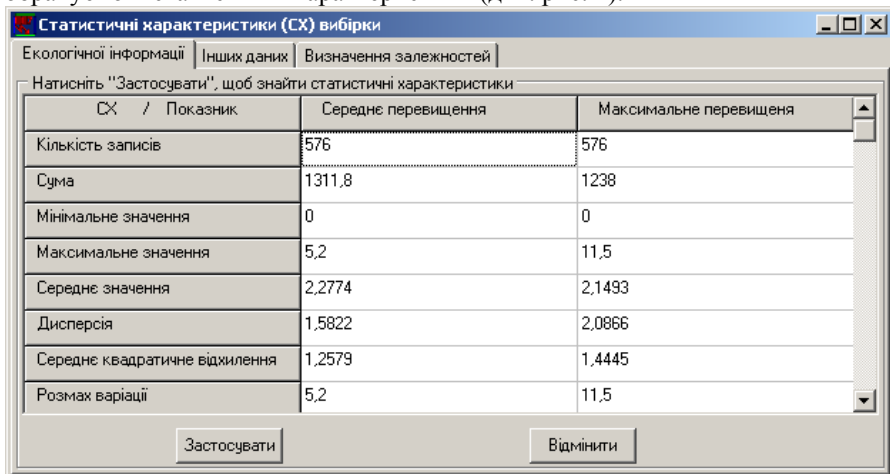 Статистичні характеристики (СХ) вибірки
Екологічної інформації Інших даних Визначення залежностей
Натисніть "Застосувати", щоб знайти статистичні характеристики
СХ / Показник Середнє перевищення Максимальне перевищеня
Кількість записів 576 576
Сума 1311,8 1238
Мінімальне значення 0 0
Максимальне значення 5,2 11,5
Середнє значення 2,2774 2,1493
Дисперсія 1,5822 2,0866
Середнє квадратичне відхилення 1,2579 1,4445
Розмах варіації 5,2 11,5
Застосувати Відмінити